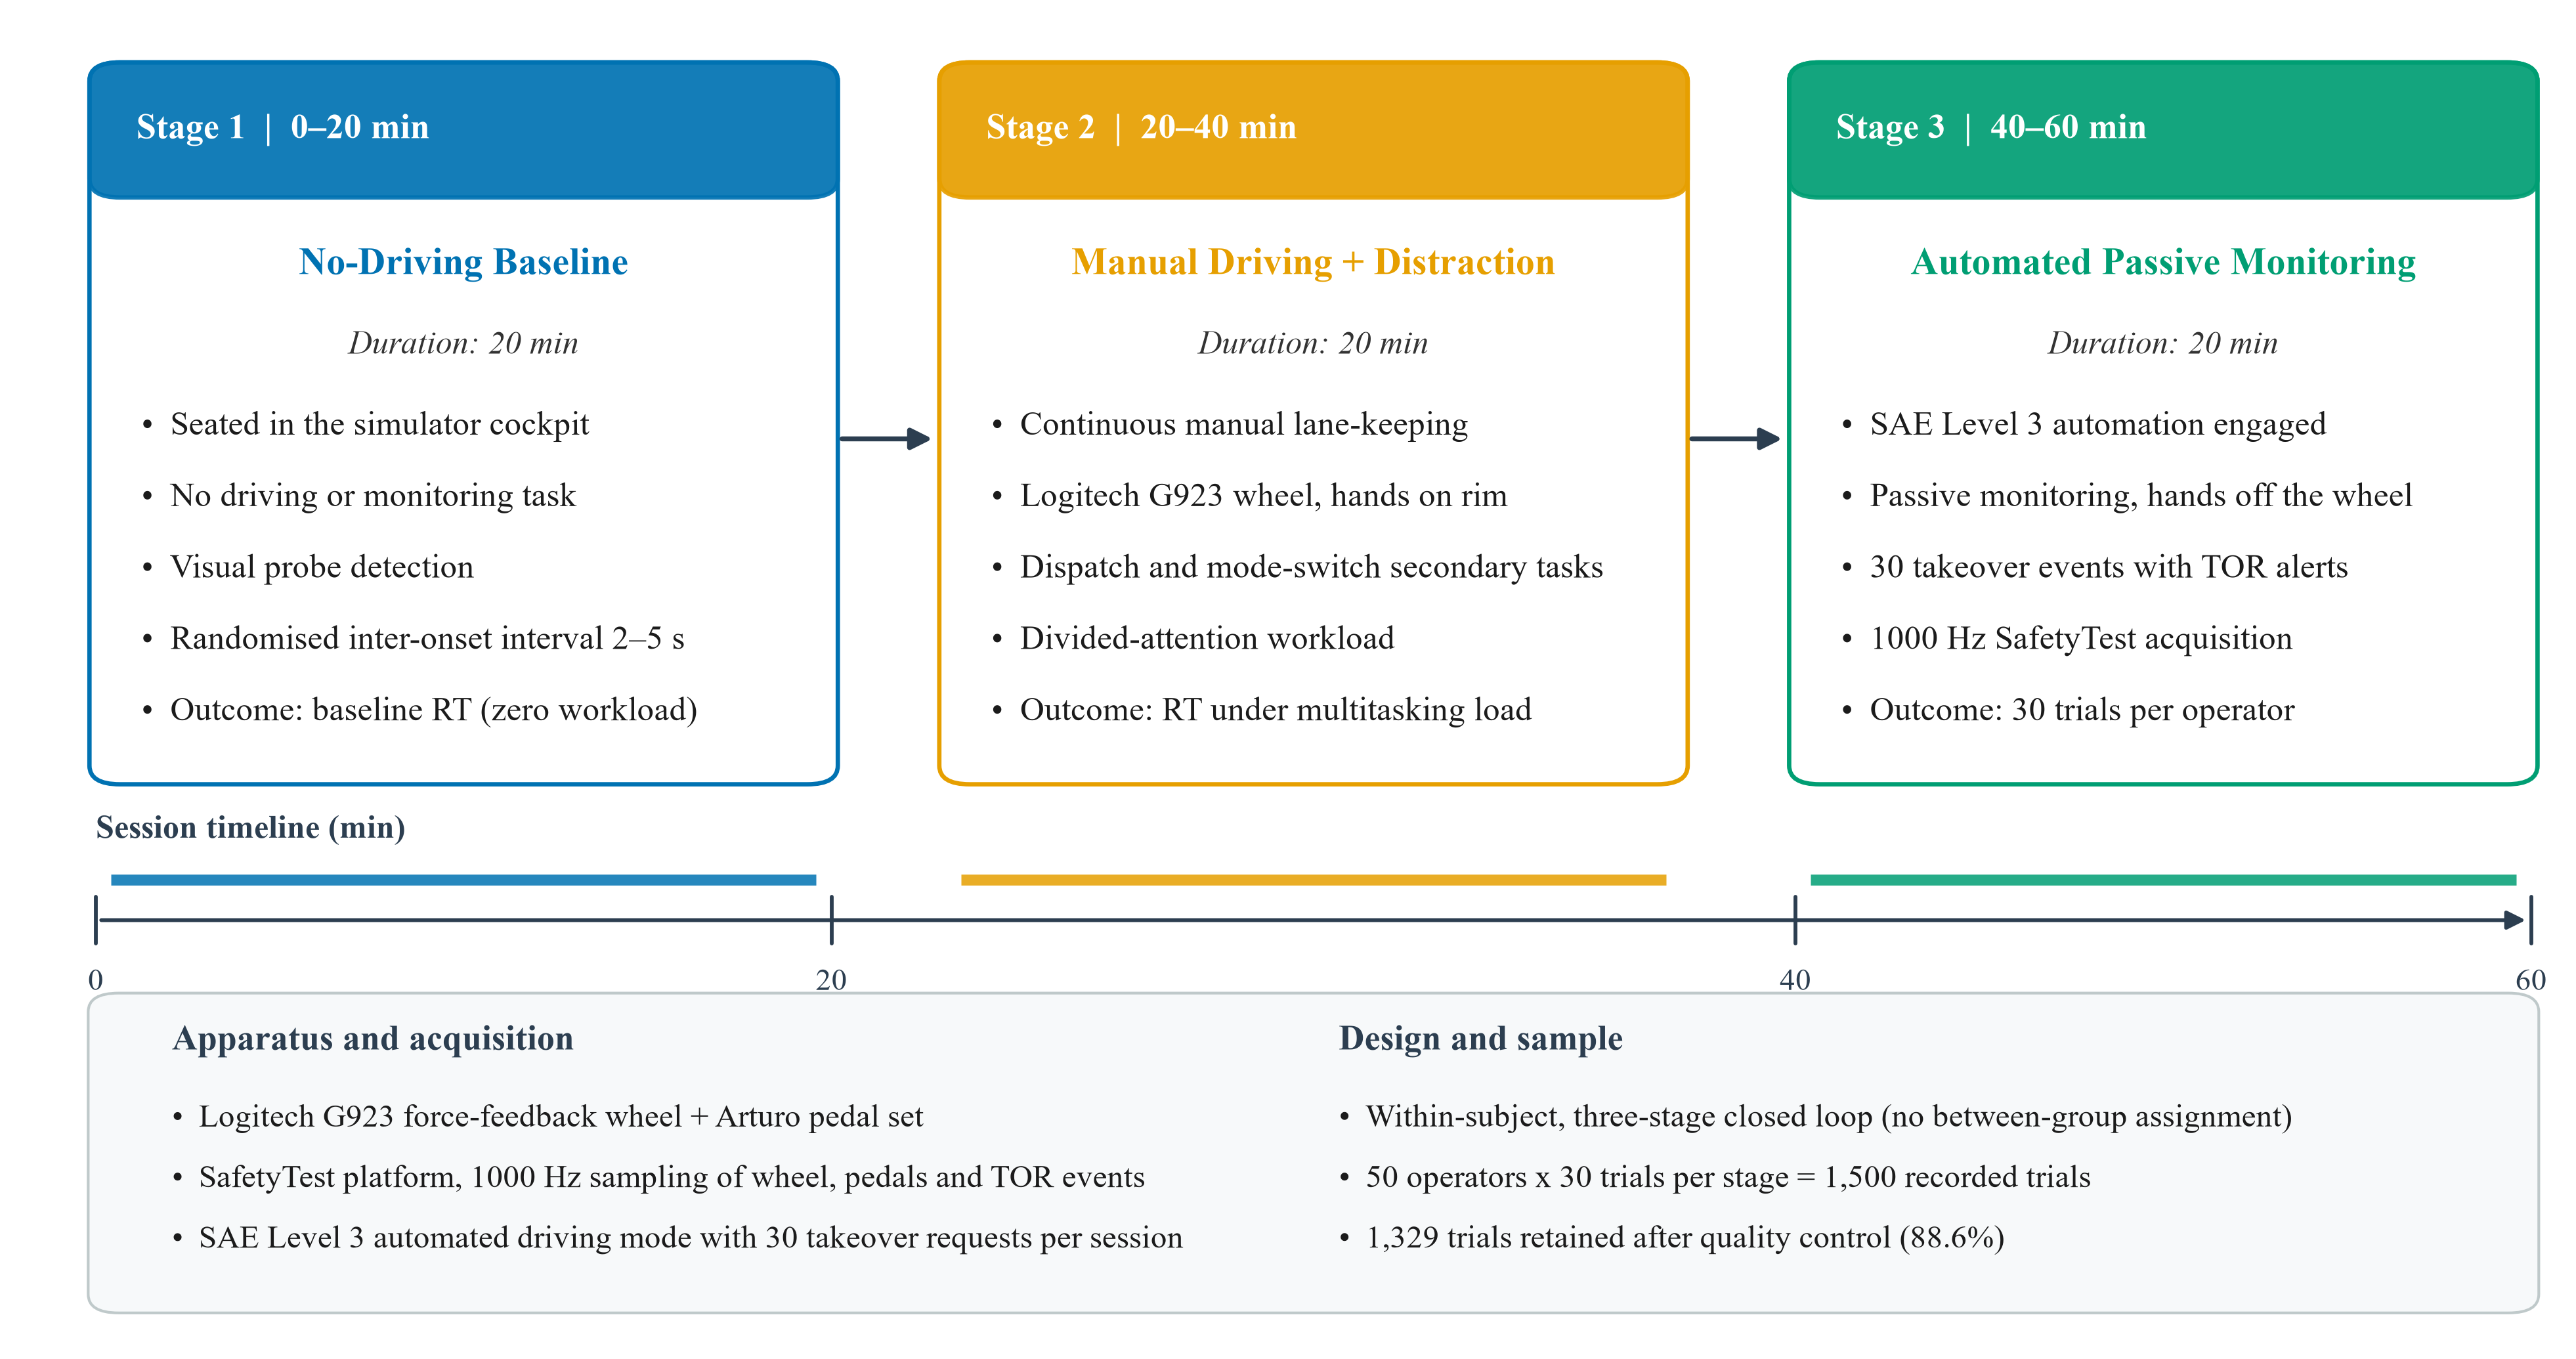 Stage 1 | 0–20 min
No-Driving Baseline
Duration: 20 min
• Seated in the simulator cockpit
• No driving or monitoring task
• Visual probe detection
• Randomised inter-onset interval 2–5 s
• Outcome: baseline RT (zero workload)
Stage 2 | 20–40 min
Manual Driving + Distraction
Duration: 20 min
• Continuous manual lane-keeping
• Logitech G923 wheel, hands on rim
• Dispatch and mode-switch secondary tasks
• Divided-attention workload
• Outcome: RT under multitasking load
Stage 3 | 40–60 min
Automated Passive Monitoring
Duration: 20 min
• SAE Level 3 automation engaged
• Passive monitoring, hands off the wheel
• 30 takeover events with TOR alerts
• 1000 Hz SafetyTest acquisition
• Outcome: 30 trials per operator
Session timeline (min)
0 20 40 60
Apparatus and acquisition
• Logitech G923 force-feedback wheel + Arturo pedal set
• SafetyTest platform, 1000 Hz sampling of wheel, pedals and TOR events
• SAE Level 3 automated driving mode with 30 takeover requests per session
Design and sample
• Within-subject, three-stage closed loop (no between-group assignment)
• 50 operators x 30 trials per stage = 1,500 recorded trials
• 1,329 trials retained after quality control (88.6%)